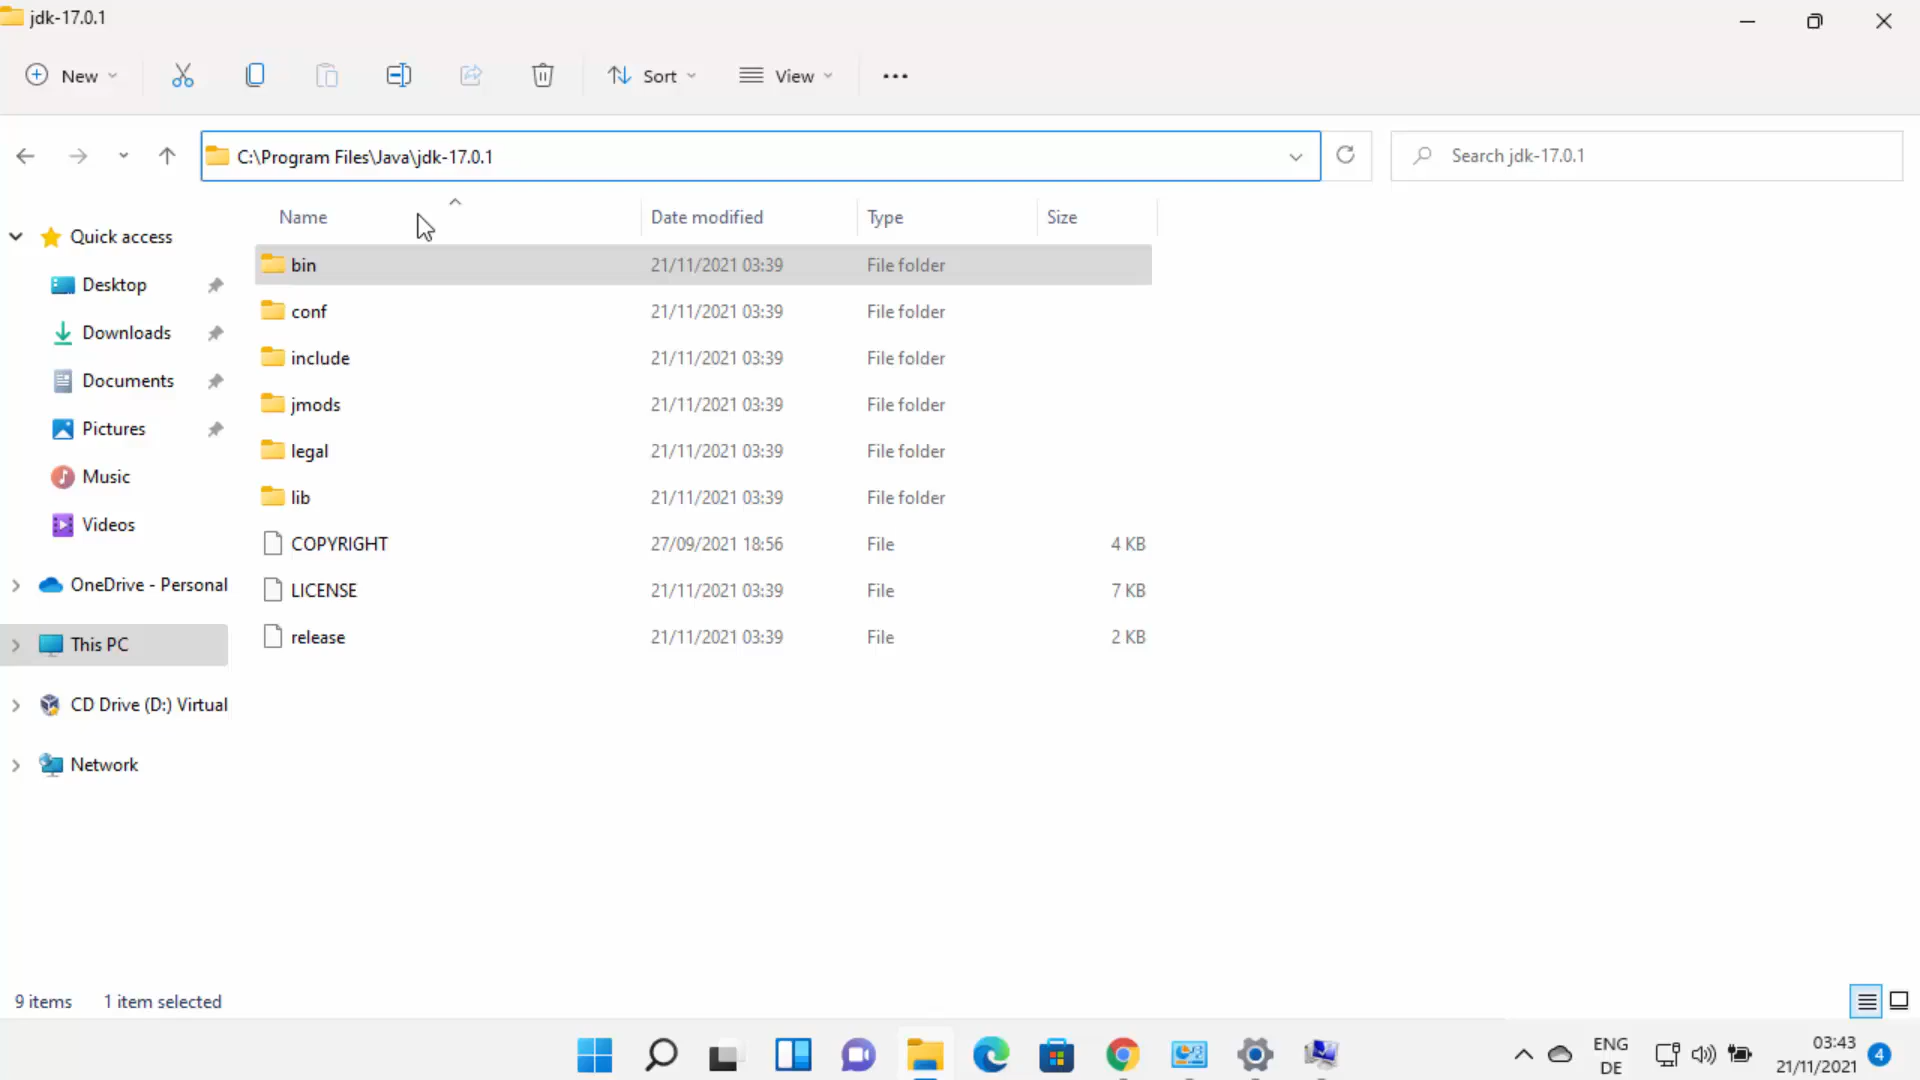 jdk-17.0.1
New
Sort
View
C:\Program Files\Java\jdk-17.0.1
Search jdk-17.0.1
Name Date modified Type Size
Quick access
Desktop
Downloads
Documents
Pictures
Music
Videos
OneDrive - Personal
This PC
CD Drive (D:) Virtual
Network
bin 21/11/2021 03:39 File folder
conf 21/11/2021 03:39 File folder
include 21/11/2021 03:39 File folder
jmods 21/11/2021 03:39 File folder
legal 21/11/2021 03:39 File folder
lib 21/11/2021 03:39 File folder
COPYRIGHT 27/09/2021 18:56 File 4 KB
LICENSE 21/11/2021 03:39 File 7 KB
release 21/11/2021 03:39 File 2 KB
9 items 1 item selected
ENG
DE
03:43
21/11/2021
4